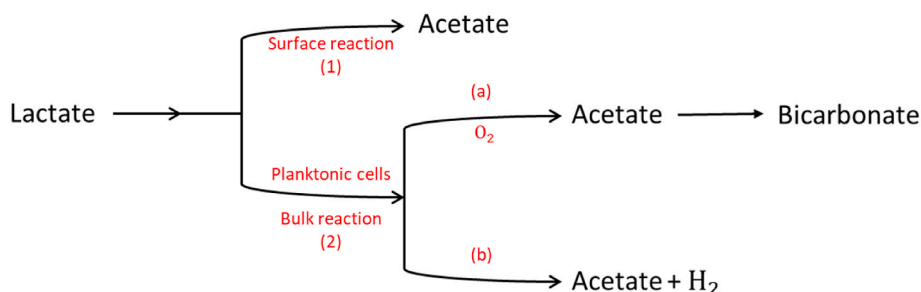 Acetate
Surface reaction
(1)
Lactate
(a)
O₂
Acetate
Bicarbonate
Planktonic cells
Bulk reaction
(2)
(b)
Acetate + H₂